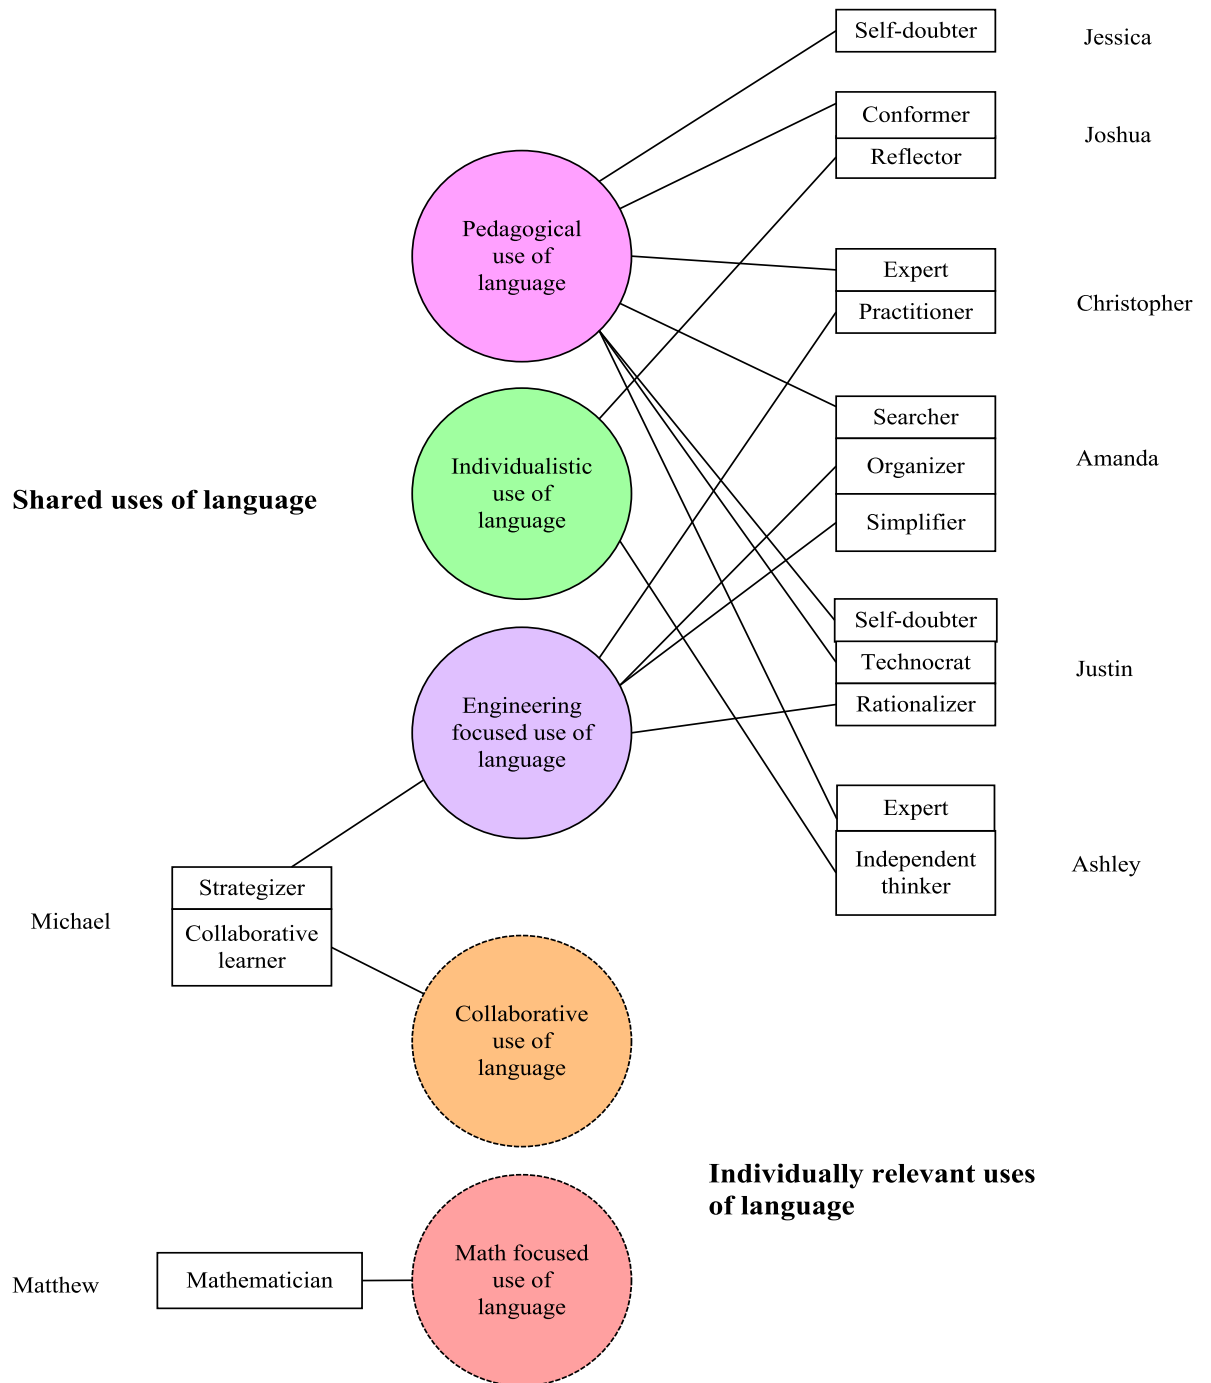 Self-doubter
Jessica
Conformer
Reflector
Joshua
Pedagogical
use of
language
Expert
Practitioner
Christopher
Searcher
Organizer
Simplifier
Amanda
Individualistic
use of
language
Shared uses of language
Self-doubter
Technocrat
Rationalizer
Justin
Engineering
focused use of
language
Expert
Independent
thinker
Ashley
Michael
Strategizer
Collaborative
learner
Collaborative
use of
language
Individually relevant uses
of language
Matthew
Mathematician
Math focused
use of
language